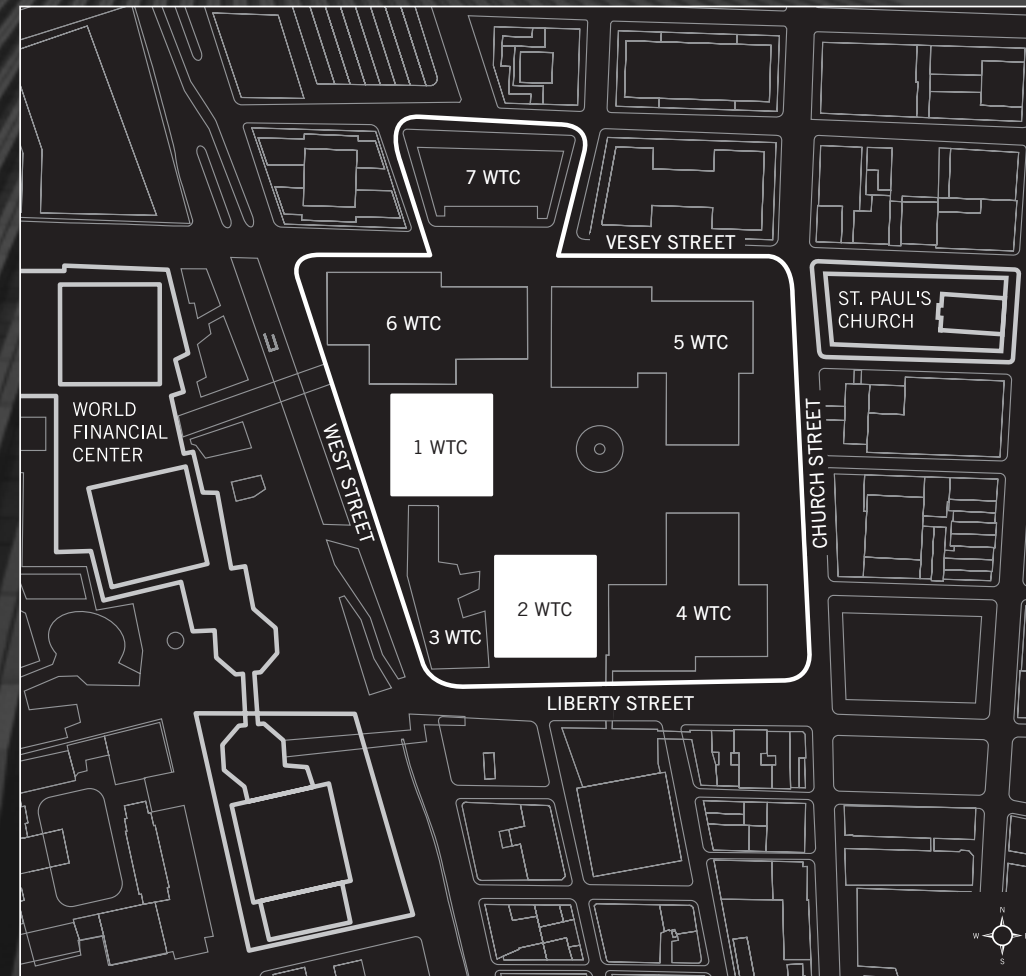 7 WTC
VESEY STREET
ST. PAUL'S
CHURCH
6 WTC
5 WTC
WORLD
FINANCIAL
CENTER
1 WTC
WEST STREET
CHURCH STREET
2 WTC
4 WTC
3 WTC
LIBERTY STREET
N
W
S